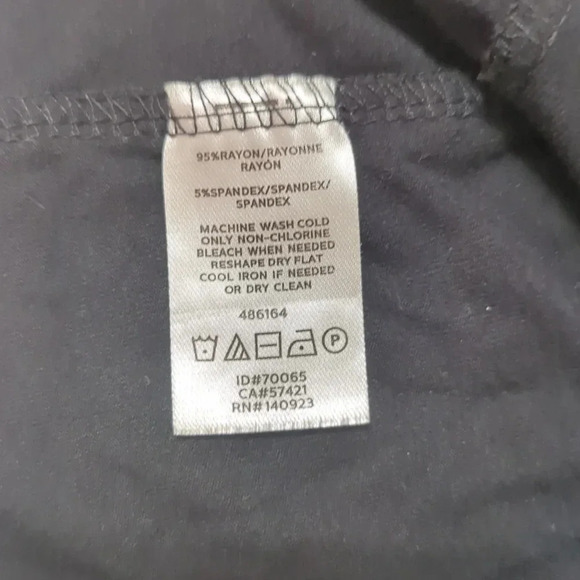 95%RAYON/RAYONNE
RAYÓN
5%SPANDEX/SPANDEX/
SPANDEX
MACHINE WASH COLD
ONLY NON-CHLORINE
BLEACH WHEN NEEDED
RESHAPE DRY FLAT
COOL IRON IF NEEDED
OR DRY CLEAN
486164
P
ID#70065
CA#57421
RN#140923